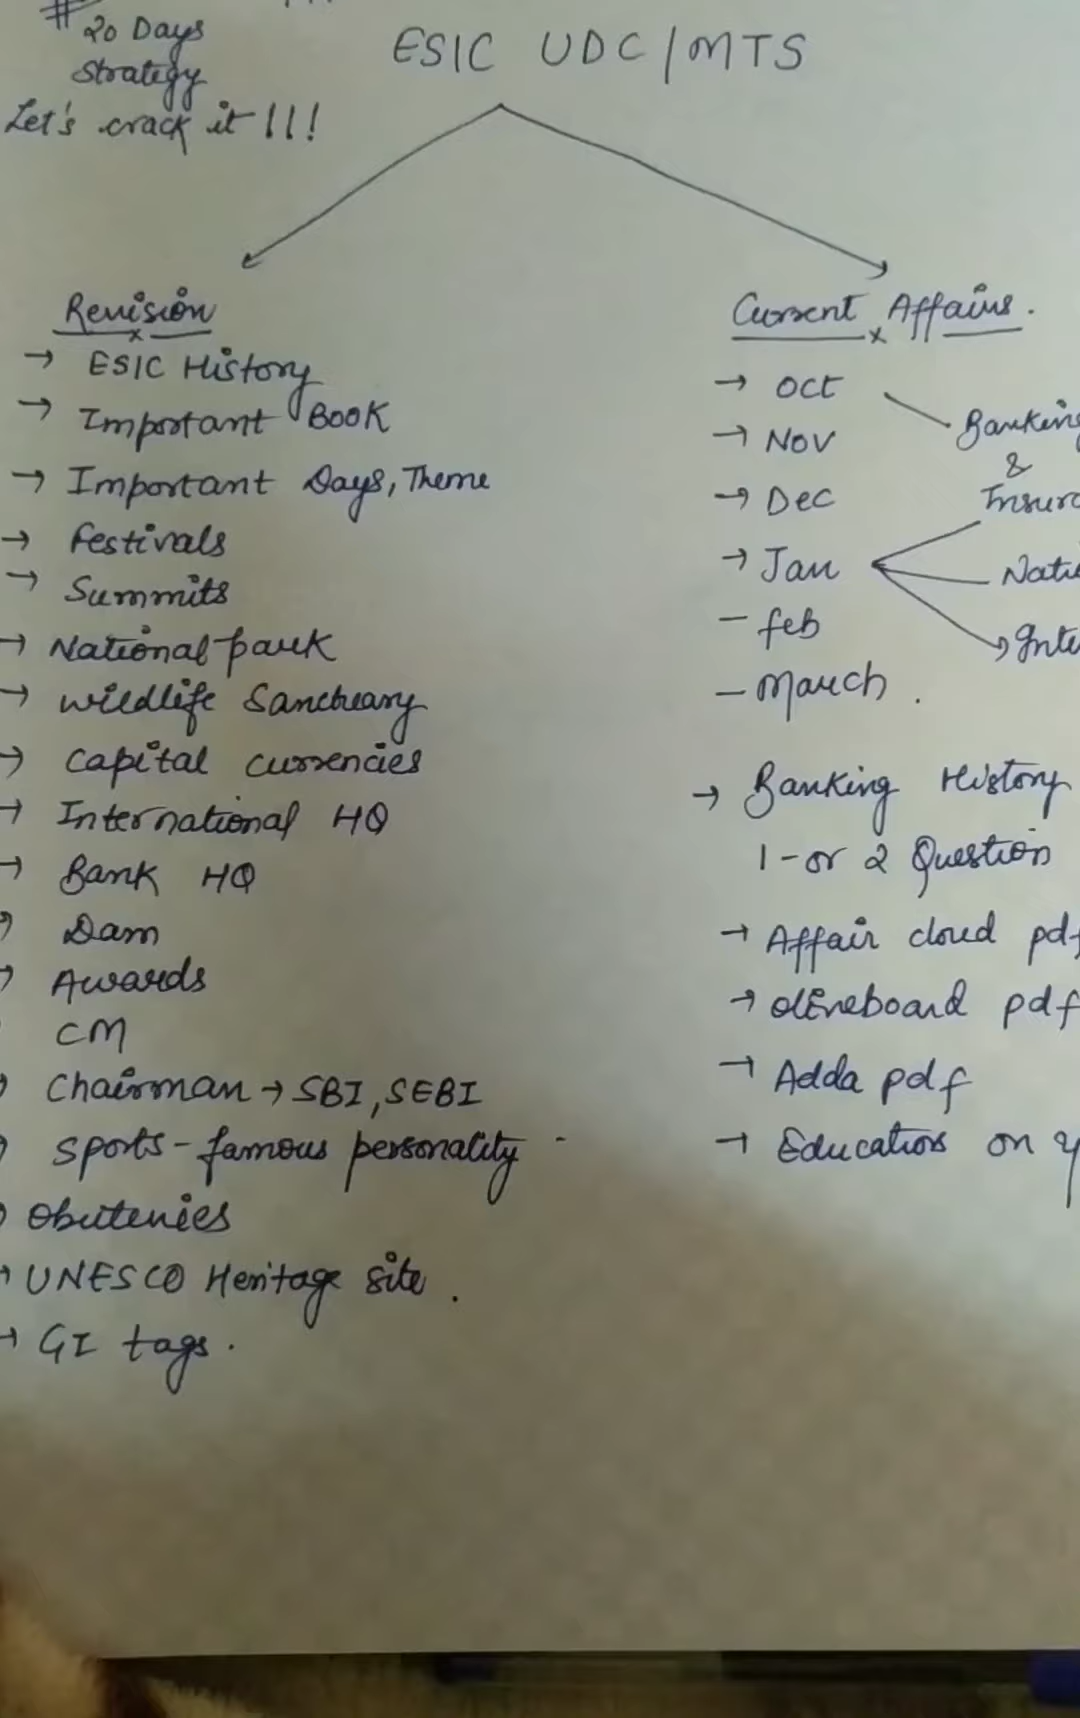 # 20 Days
Strategy
Let's crack it !!!
ESIC UDC/MTS
Revision
→ ESIC History
→ Important Book
→ Important Days, Theme
→ festivals
→ Summits
→ National park
→ wildlife Sanctuary
→ Capital currencies
→ International HQ
→ Bank HQ
Dam
Awards
CM
Chairman → SBI, SEBI
Sports - famous personality
Obuteries
→ UNESCO Heritage site.
→ GI tags.
Current Affairs.
→ Oct
→ Nov
→ Dec
→ Jan
- feb
- March.
Banking
&
→ Banking History
1-or 2 Question
→ Affair cloud pdf
→ oliveboard pdf
→ Adda pdf
→ Education on